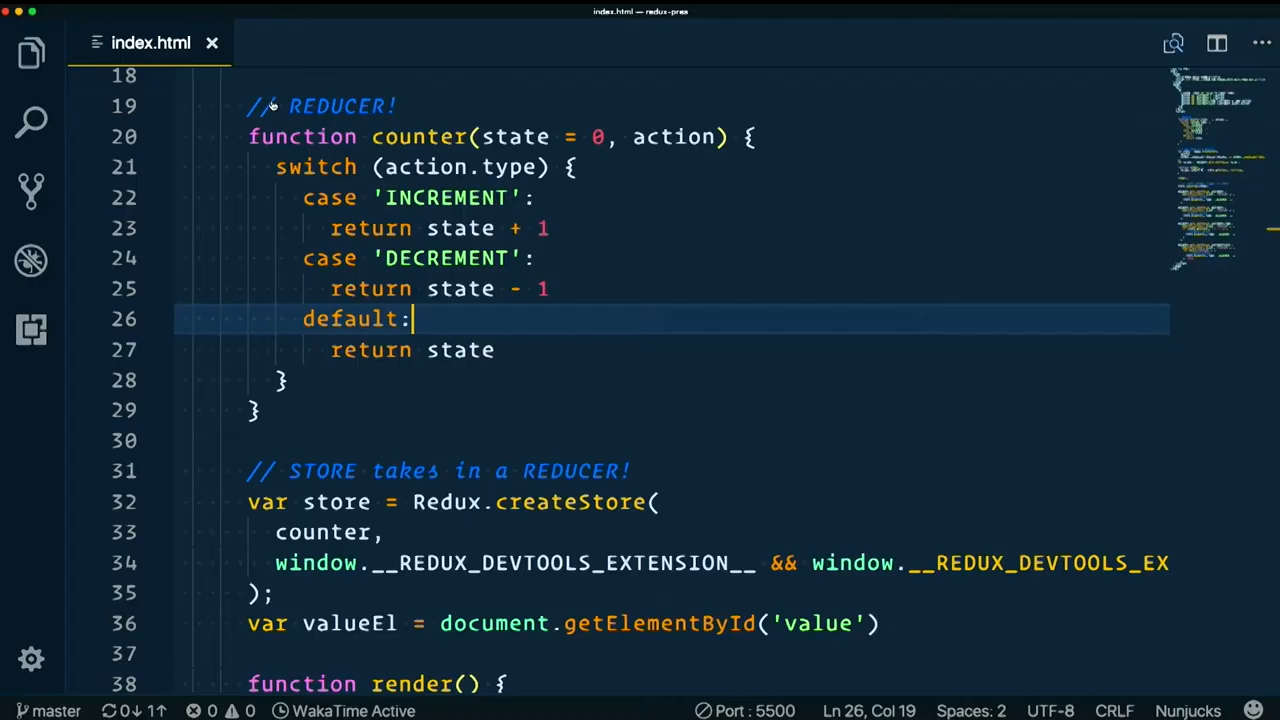 index.html — redux-pres
index.html
18
19 // REDUCER!
20 function counter(state = 0, action) {
21 switch (action.type) {
22 case 'INCREMENT':
23 return state + 1
24 case 'DECREMENT':
25 return state - 1
26 default:
27 return state
28 }
29 }
30
31 // STORE takes in a REDUCER!
32 var store = Redux.createStore(
33 counter,
34 window.__REDUX_DEVTOOLS_EXTENSION__ && window.__REDUX_DEVTOOLS_EX
35 );
36 var valueEl = document.getElementById('value')
37
38 function render() {
master 0↓ 1↑ 0 0 WakaTime Active Port : 5500 Ln 26, Col 19 Spaces: 2 UTF-8 CRLF Nunjucks